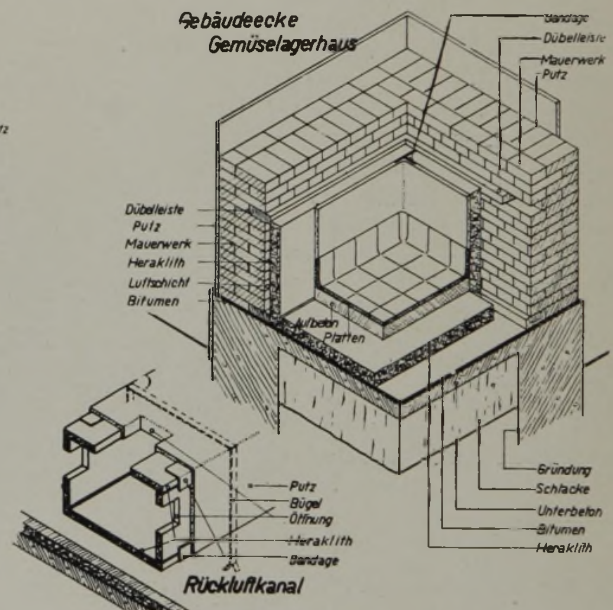 Gebäudeecke
Gemüselagerhaus
Bandage
Dübelleiste
Mauerwerk
Putz
tz
Dübelleiste
Putz
Mauerwerk
Heraklith
Luftschicht
Bitumen
Aufbeton
Platten
Gründung
Schlacke
Unterbeton
Bitumen
Heraklith
Putz
Bügel
Öffnung
Heraklith
Bandage
Rückluftkanal